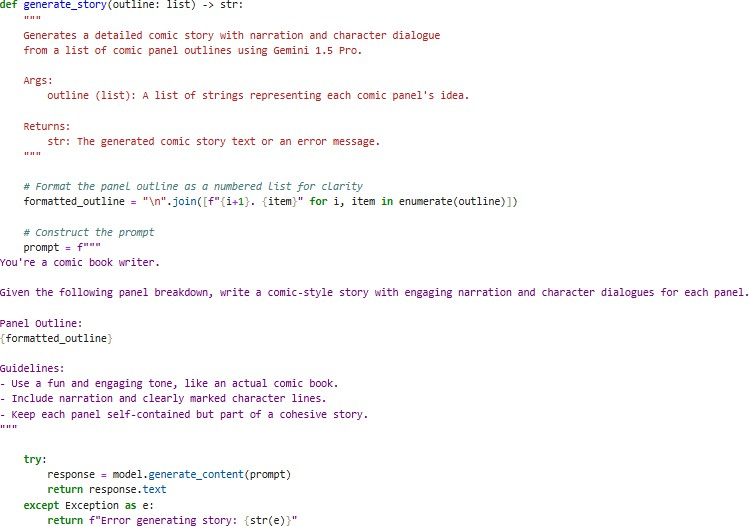 def generate_story(outline: list) -> str:
    """
    Generates a detailed comic story with narration and character dialogue
    from a list of comic panel outlines using Gemini 1.5 Pro.

    Args:
        outline (list): A list of strings representing each comic panel's idea.

    Returns:
        str: The generated comic story text or an error message.
    """

    # Format the panel outline as a numbered list for clarity
    formatted_outline = "\n".join([f"{i+1}. {item}" for i, item in enumerate(outline)])

    # Construct the prompt
    prompt = f"""
You're a comic book writer.

Given the following panel breakdown, write a comic-style story with engaging narration and character dialogues for each panel.

Panel Outline:
{formatted_outline}

Guidelines:
- Use a fun and engaging tone, like an actual comic book.
- Include narration and clearly marked character lines.
- Keep each panel self-contained but part of a cohesive story.
"""

    try:
        response = model.generate_content(prompt)
        return response.text
    except Exception as e:
        return f"Error generating story: {str(e)}"